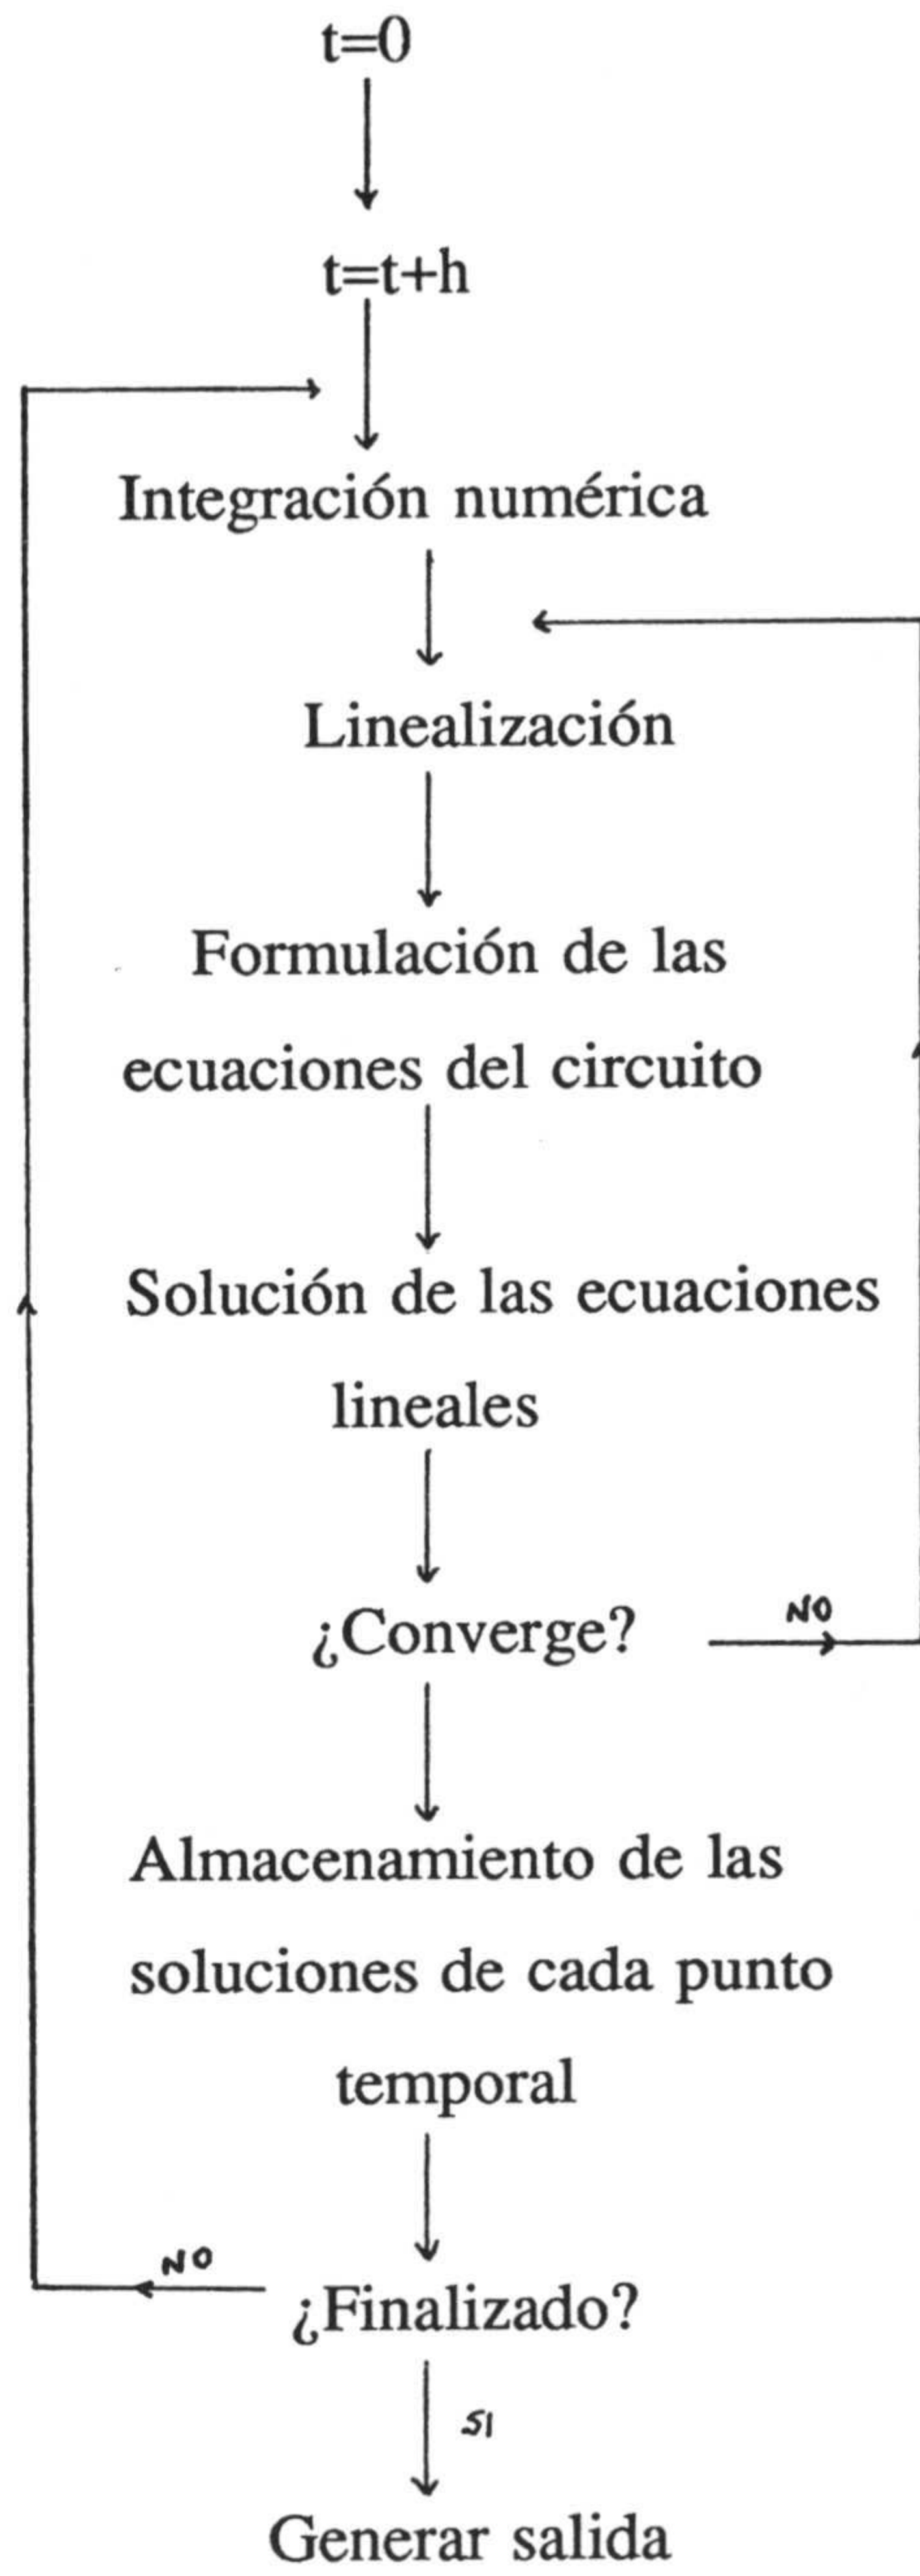 t=0
t=t+h
Integración numérica
Linealización
Formulación de las
ecuaciones del circuito
Solución de las ecuaciones
lineales
¿Converge?
NO
Almacenamiento de las
soluciones de cada punto
temporal
NO
¿Finalizado?
SI
Generar salida